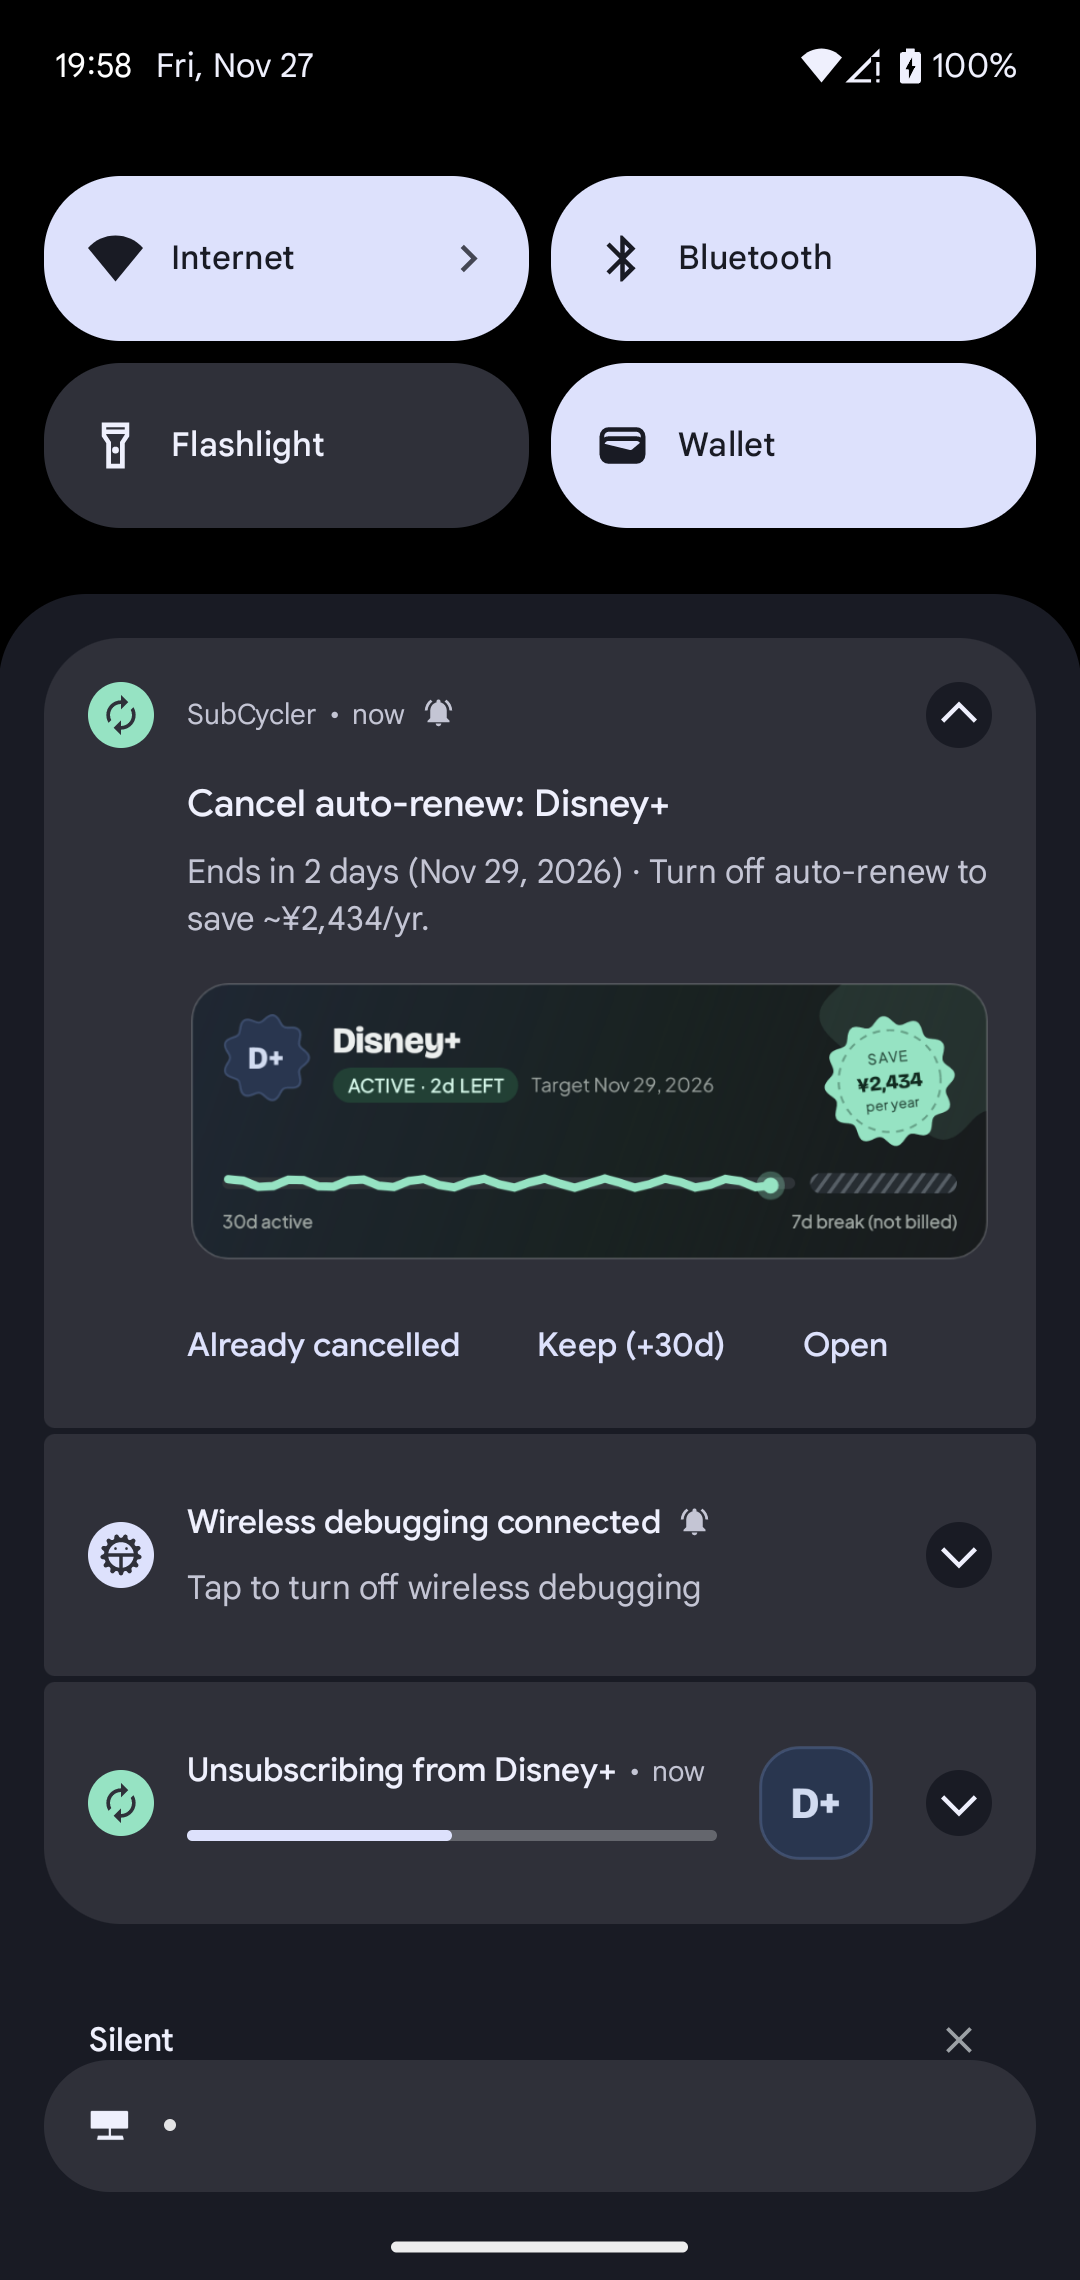 19:58 Fri, Nov 27
100%
Internet
Bluetooth
Flashlight
Wallet
SubCycler • now
Cancel auto-renew: Disney+
Ends in 2 days (Nov 29, 2026) · Turn off auto-renew to
save ~¥2,434/yr.
D+
Disney+
ACTIVE · 2d LEFT
Target Nov 29, 2026
SAVE
¥2,434
per year
30d active
7d break (not billed)
Already cancelled
Keep (+30d)
Open
Wireless debugging connected
Tap to turn off wireless debugging
Unsubscribing from Disney+ • now
D+
Silent